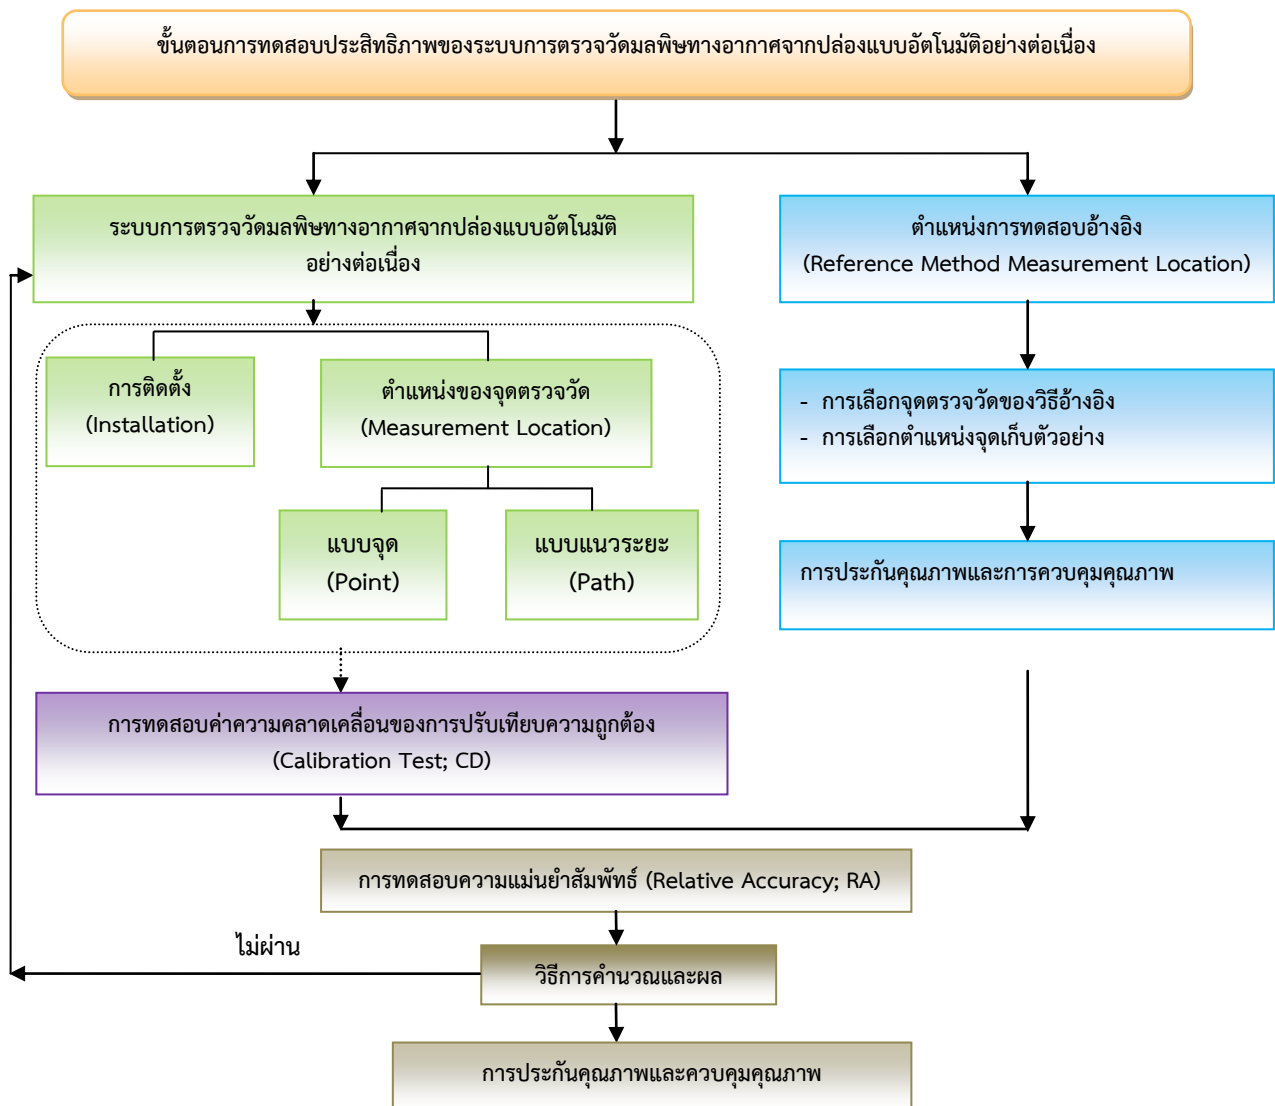 ขั้นตอนการทดสอบประสิทธิภาพของระบบการตรวจวัดมลพิษทางอากาศจากปล่องแบบอัตโนมัติอย่างต่อเนื่อง
ระบบการตรวจวัดมลพิษทางอากาศจากปล่องแบบอัตโนมัติ
อย่างต่อเนื่อง
ตำแหน่งการทดสอบอ้างอิง
(Reference Method Measurement Location)
การติดตั้ง
(Installation)
ตำแหน่งของจุดตรวจวัด
(Measurement Location)
- การเลือกจุดตรวจวัดของวิธีอ้างอิง
- การเลือกตำแหน่งจุดเก็บตัวอย่าง
แบบจุด
(Point)
แบบแนวระยะ
(Path)
การประกันคุณภาพและการควบคุมคุณภาพ
การทดสอบค่าความคลาดเคลื่อนของการปรับเทียบความถูกต้อง
(Calibration Test; CD)
การทดสอบความแม่นยำสัมพัทธ์ (Relative Accuracy; RA)
ไม่ผ่าน
วิธีการคำนวณและผล
การประกันคุณภาพและควบคุมคุณภาพ